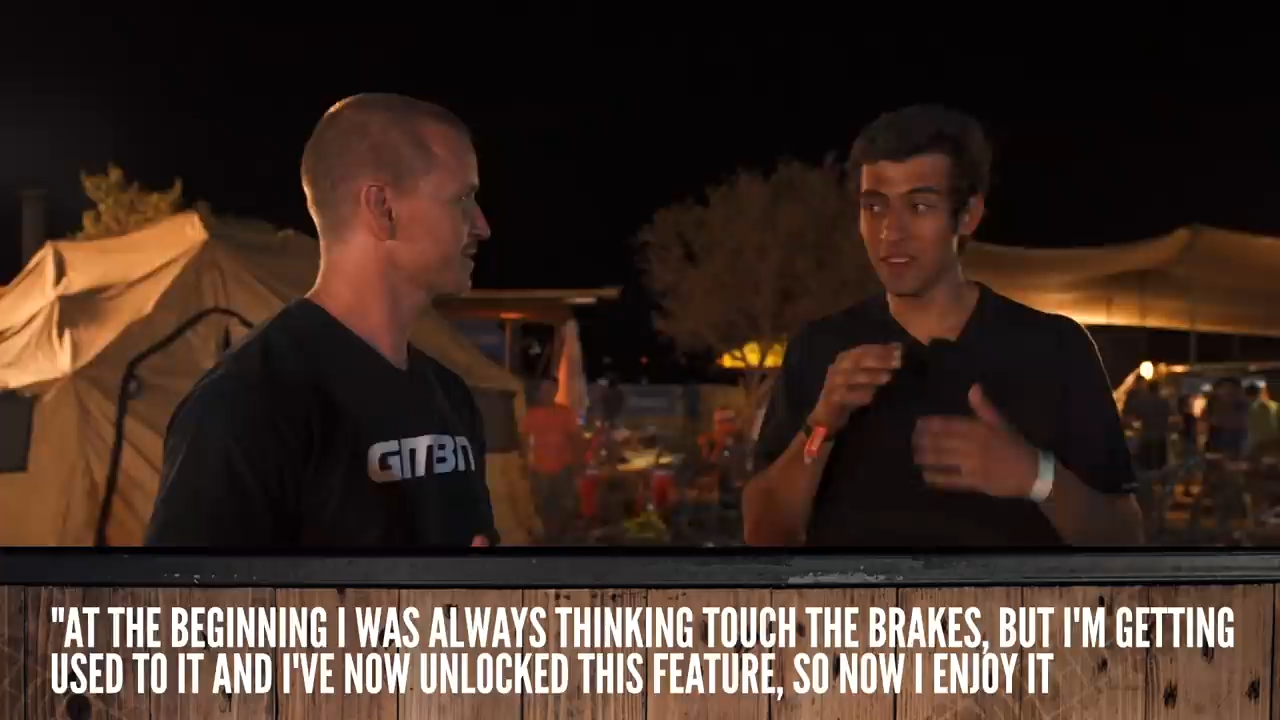 GMBN
"AT THE BEGINNING I WAS ALWAYS THINKING TOUCH THE BRAKES, BUT I'M GETTING
USED TO IT AND I'VE NOW UNLOCKED THIS FEATURE, SO NOW I ENJOY IT